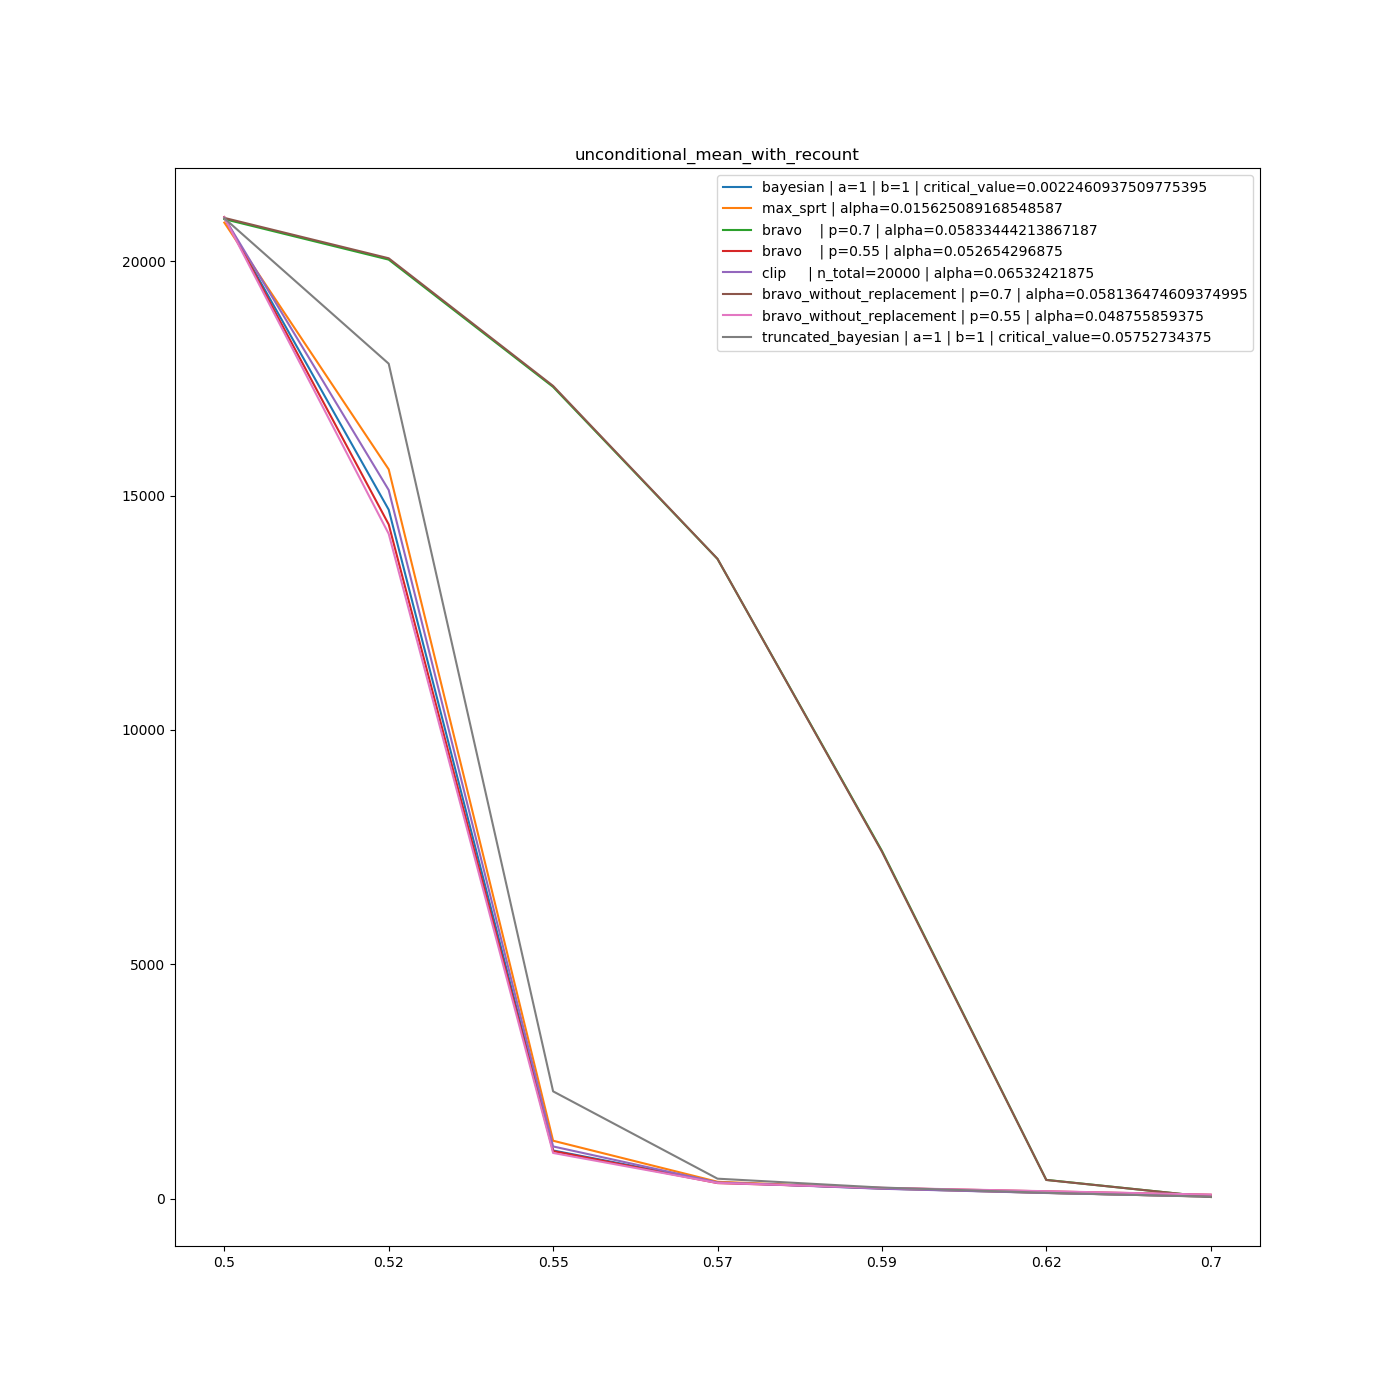 unconditional_mean_with_recount
bayesian | a=1 | b=1 | critical_value=0.0022460937509775395
max_sprt | alpha=0.015625089168548587
bravo    | p=0.7 | alpha=0.05833444213867187
bravo    | p=0.55 | alpha=0.052654296875
clip     | n_total=20000 | alpha=0.06532421875
bravo_without_replacement | p=0.7 | alpha=0.058136474609374995
bravo_without_replacement | p=0.55 | alpha=0.048755859375
truncated_bayesian | a=1 | b=1 | critical_value=0.05752734375
20000
15000
10000
5000
0
0.5 0.52 0.55 0.57 0.59 0.62 0.7